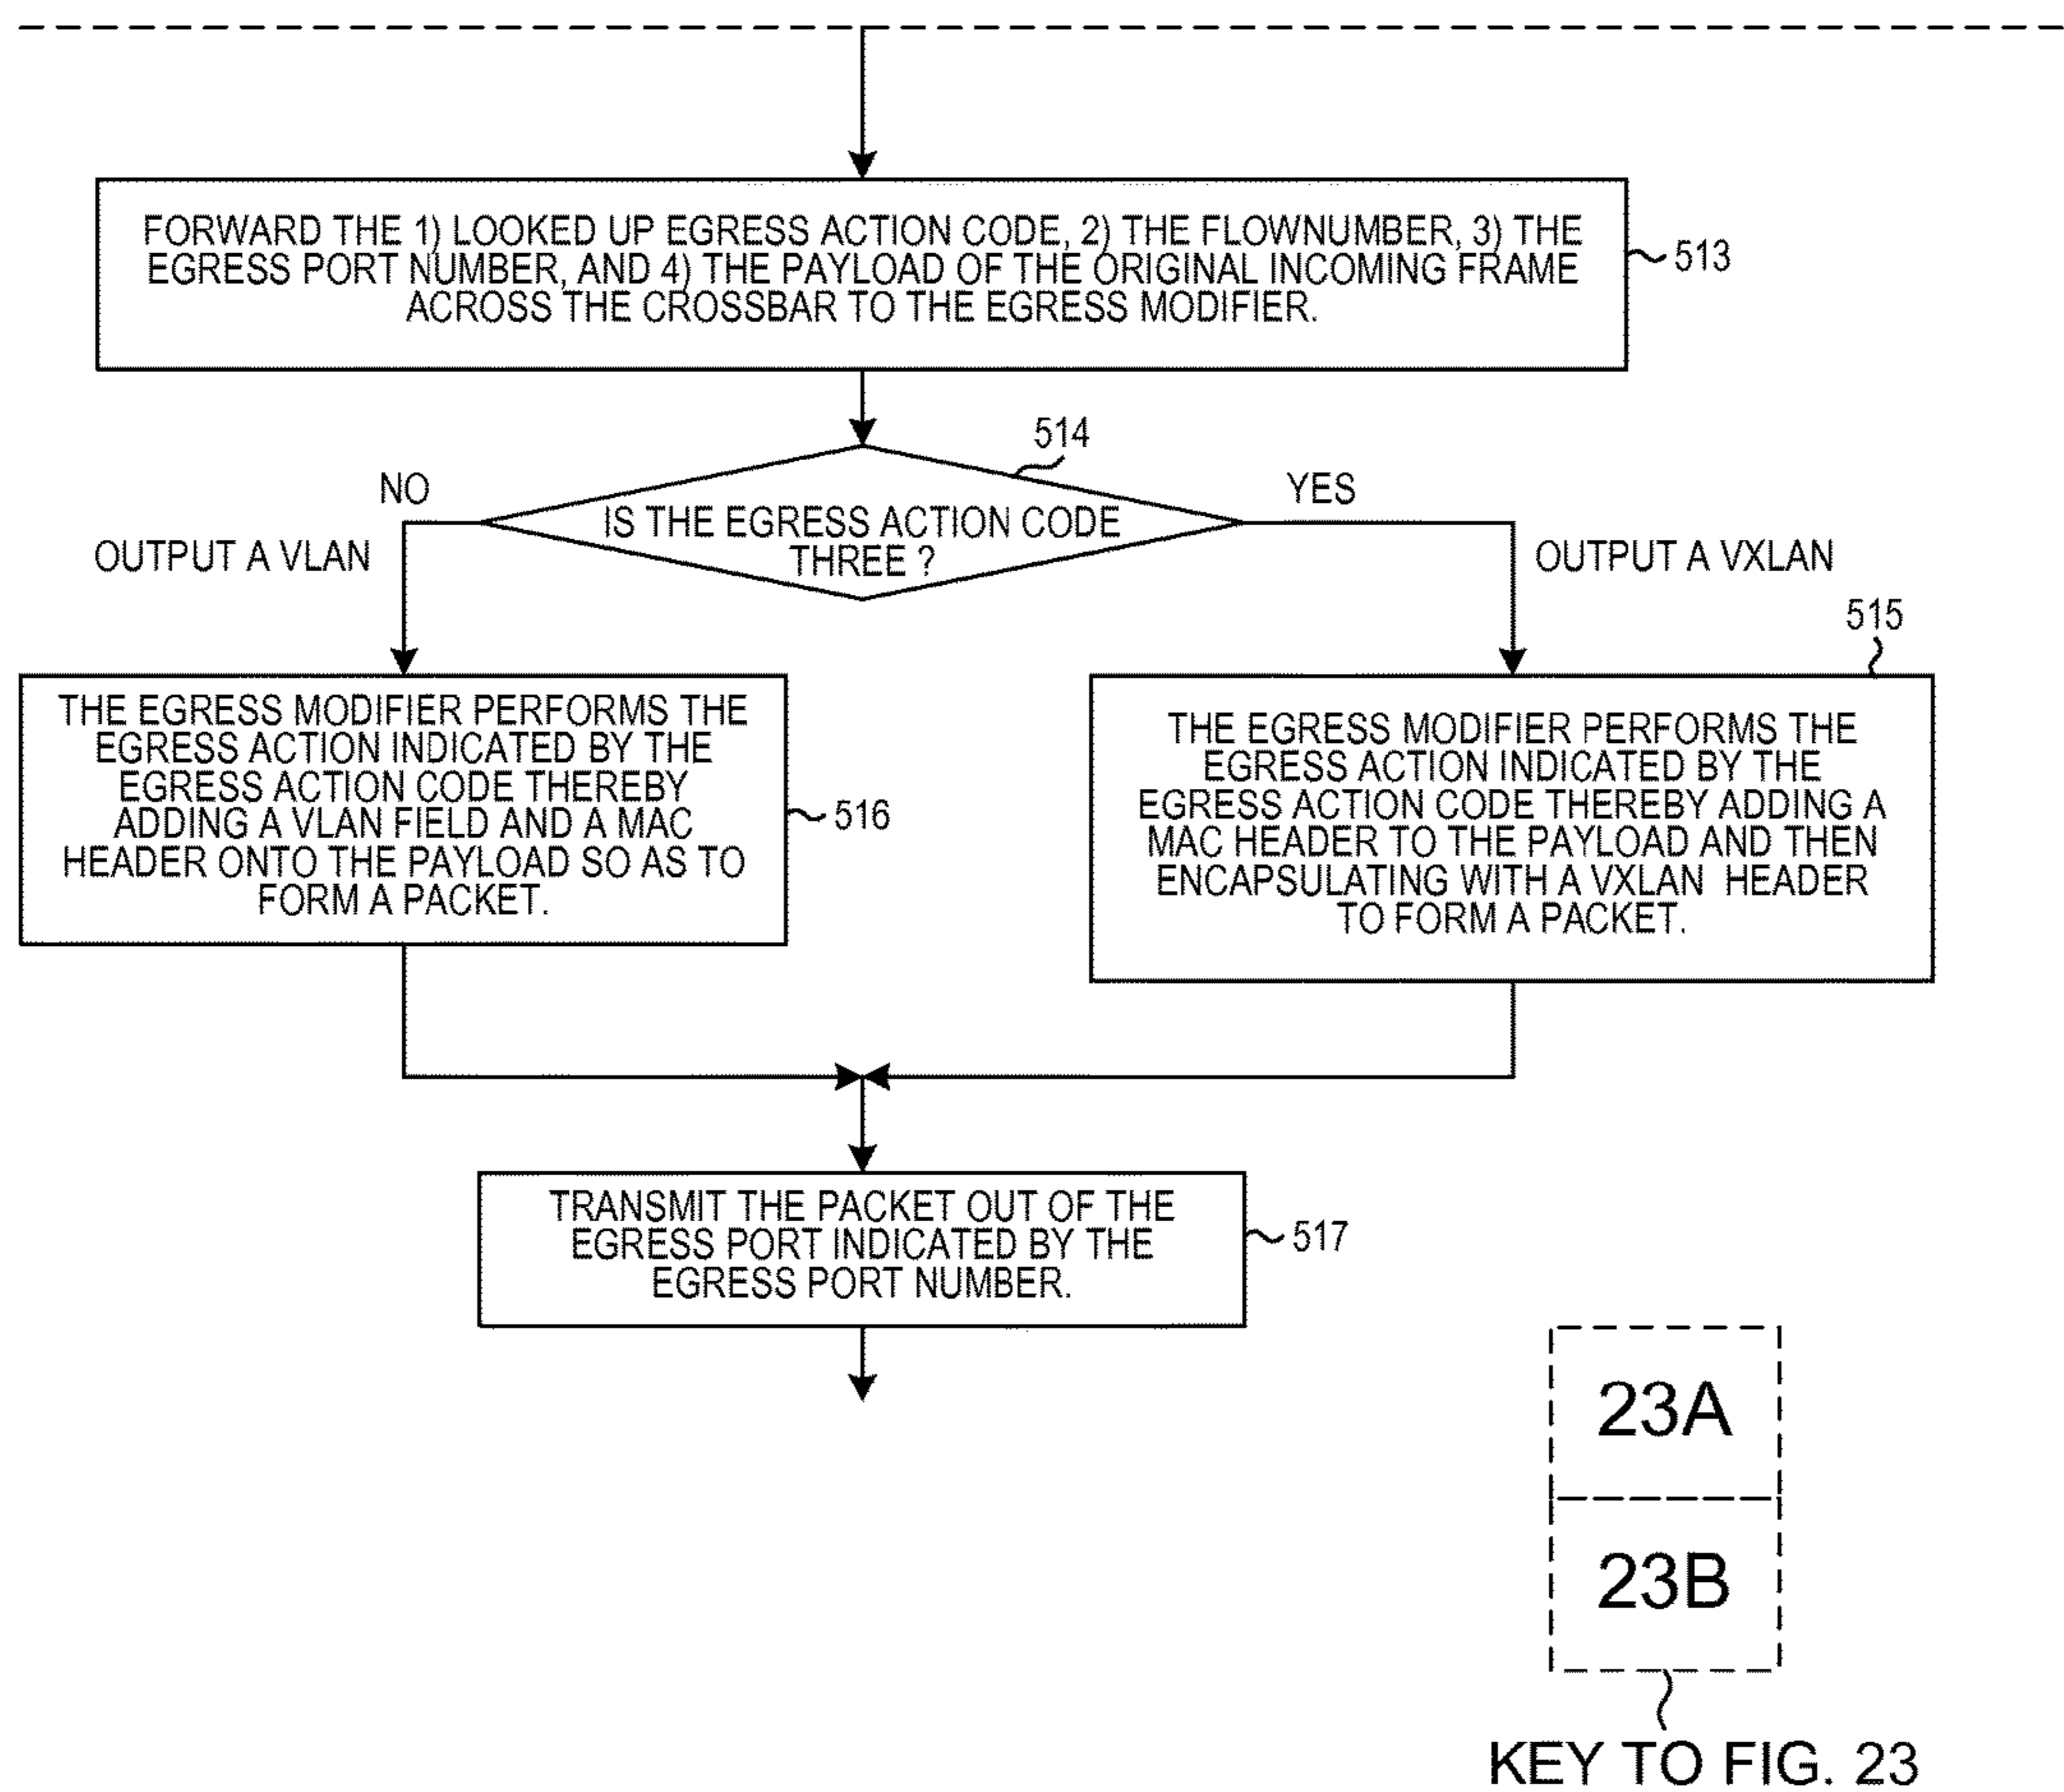 FORWARD THE 1) LOOKED UP EGRESS ACTION CODE, 2) THE FLOWNUMBER, 3) THE
EGRESS PORT NUMBER, AND 4) THE PAYLOAD OF THE ORIGINAL INCOMING FRAME
ACROSS THE CROSSBAR TO THE EGRESS MODIFIER.
513
514
NO
YES
IS THE EGRESS ACTION CODE
THREE ?
OUTPUT A VLAN
OUTPUT A VXLAN
515
THE EGRESS MODIFIER PERFORMS THE
EGRESS ACTION INDICATED BY THE
EGRESS ACTION CODE THEREBY
ADDING A VLAN FIELD AND A MAC
HEADER ONTO THE PAYLOAD SO AS TO
FORM A PACKET.
516
THE EGRESS MODIFIER PERFORMS THE
EGRESS ACTION INDICATED BY THE
EGRESS ACTION CODE THEREBY ADDING A
MAC HEADER TO THE PAYLOAD AND THEN
ENCAPSULATING WITH A VXLAN HEADER
TO FORM A PACKET.
TRANSMIT THE PACKET OUT OF THE
EGRESS PORT INDICATED BY THE
EGRESS PORT NUMBER.
517
23A
23B
KEY TO FIG. 23